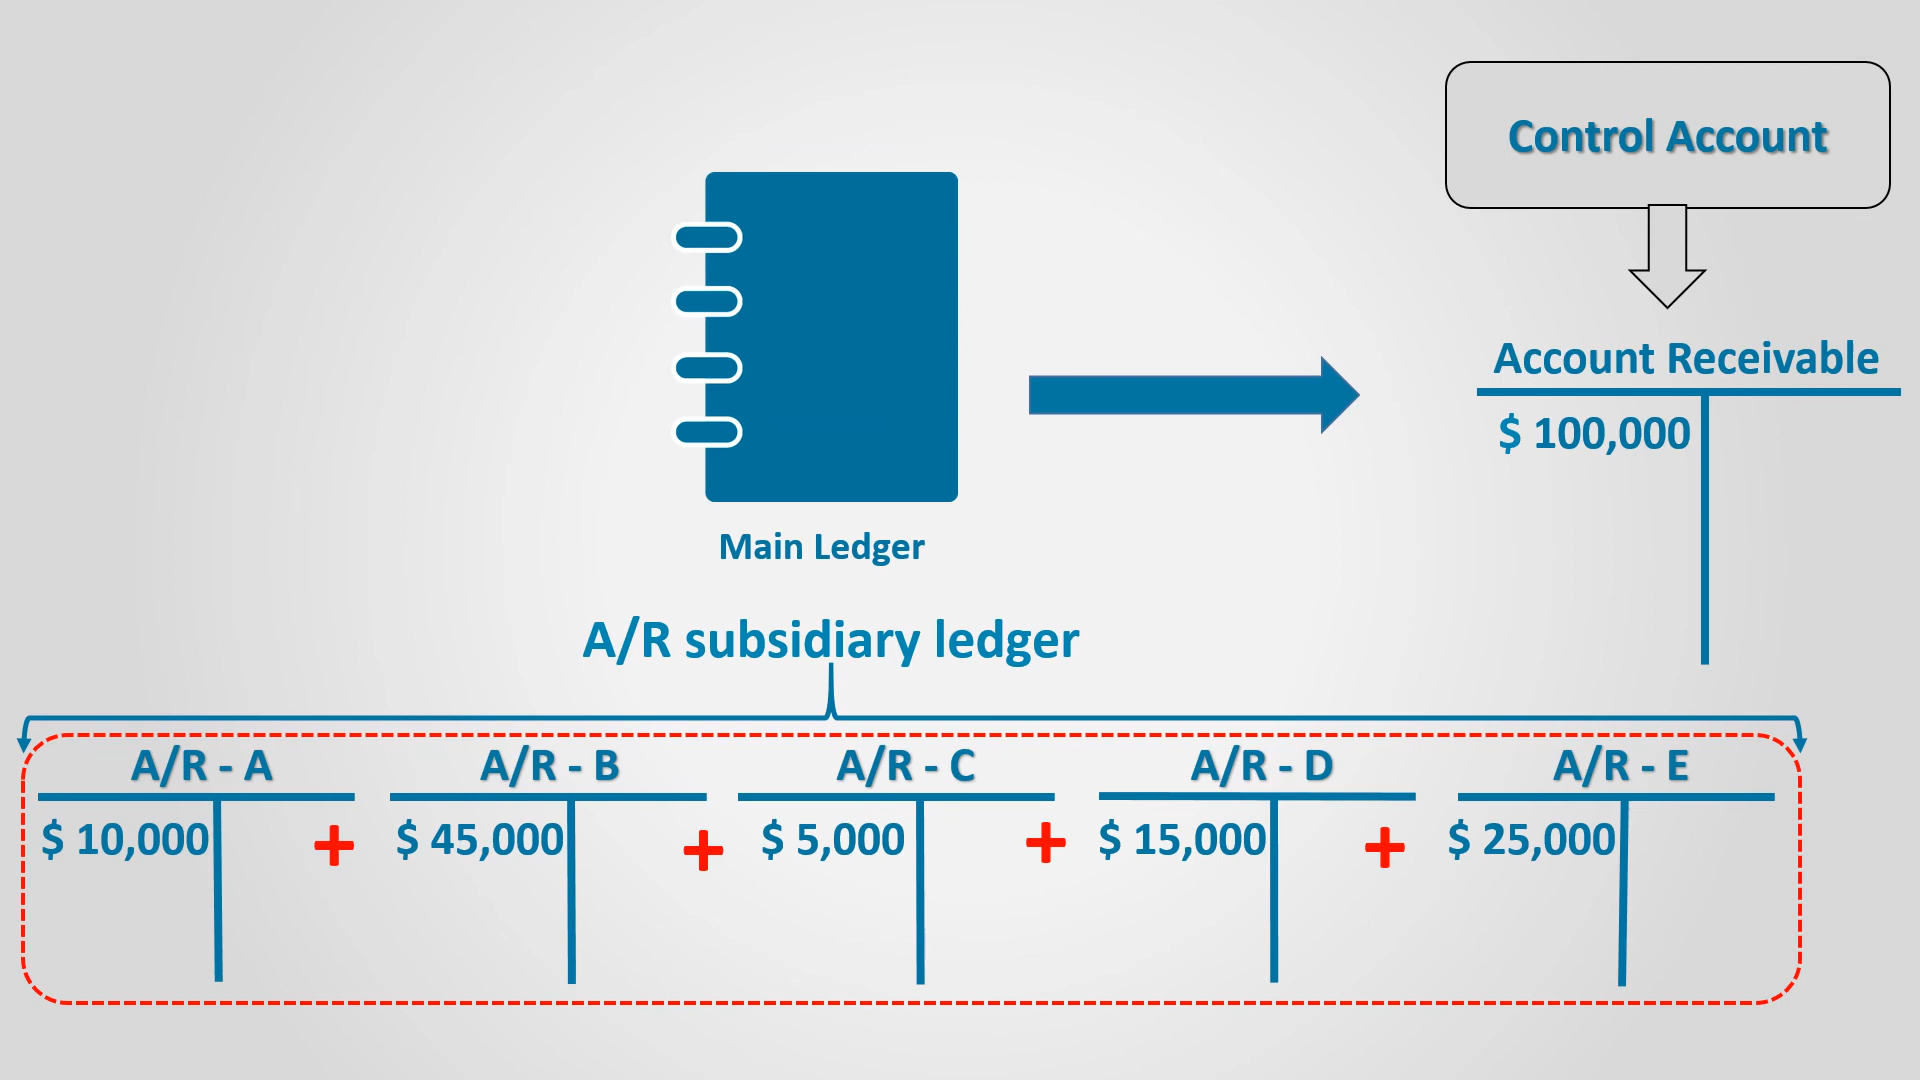 Control Account
Account Receivable
$ 100,000
Main Ledger
A/R subsidiary ledger
A/R - A
A/R - B
A/R - C
A/R - D
A/R - E
$ 10,000
+
$ 45,000
+
$ 5,000
+
$ 15,000
+
$ 25,000